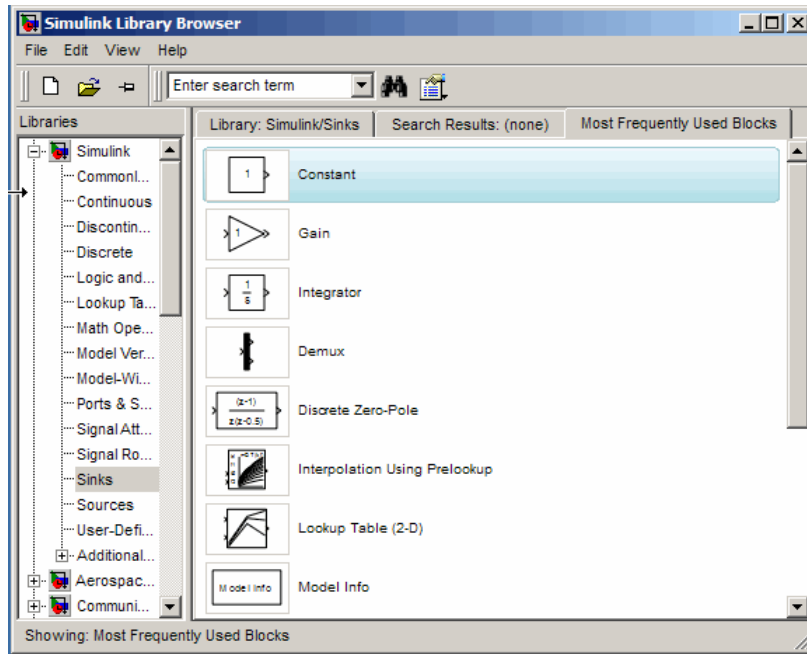 Simulink Library Browser
File Edit View Help
Enter search term
Libraries
Library: Simulink/Sinks
Search Results: (none)
Most Frequently Used Blocks
Simulink
Commonl...
Continuous
Discontin...
Discrete
Logic and...
Lookup Ta...
Math Ope...
Model Ver...
Model-Wi...
Ports & S...
Signal Att...
Signal Ro...
Sinks
Sources
User-Defi...
Additional...
Aerospac...
Communi...
1 Constant
1 Gain
1 s Integrator
Demux
(z-1) z(z-0.5) Discrete Zero-Pole
Interpolation Using Prelookup
Lookup Table (2-D)
Model Info Model Info
Showing: Most Frequently Used Blocks